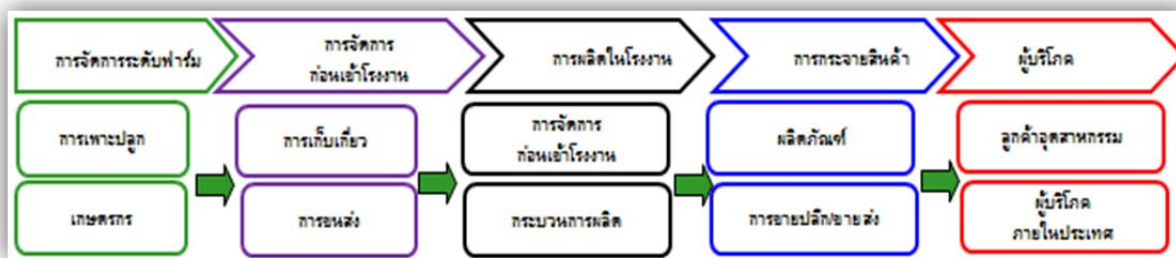 การจัดการระดับฟาร์ม
การจัดการ
ก่อนเข้าโรงงาน
การผลิตในโรงงาน
การกระจายสินค้า
ผู้บริโภค
การเพาะปลูก
การเก็บเกี่ยว
การจัดการ
ก่อนเข้าโรงงาน
ผลิตภัณฑ์
ลูกค้าอุตสาหกรรม
เกษตรกร
การขนส่ง
กระบวนการผลิต
การขายปลีก/ขายส่ง
ผู้บริโภค
ภายในประเทศ